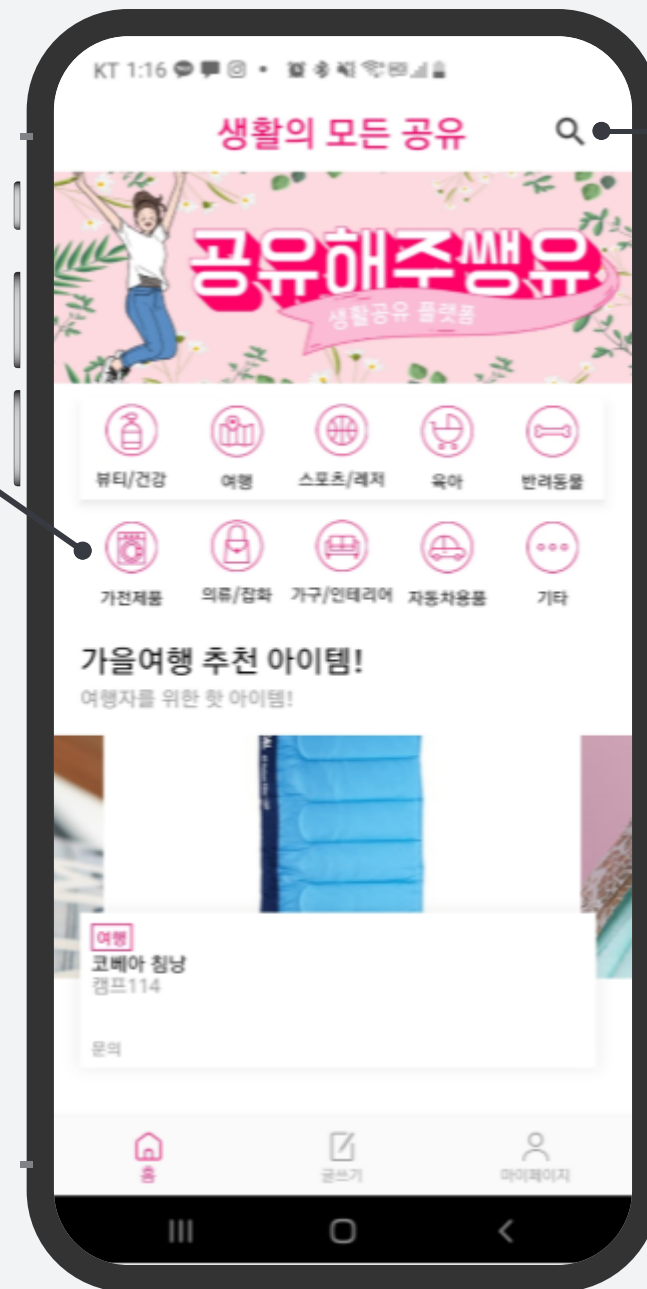 KT 1:16
생활의 모든 공유
공유해주쌩유
생활공유 플랫폼
뷰티/건강 여행 스포츠/레저 육아 반려동물
가전제품 의류/잡화 가구/인테리어 자동차용품 기타
가을여행 추천 아이템!
여행자를 위한 핫 아이템!
여행
코베아 침낭
캠프114
문의
홈 글쓰기 마이페이지